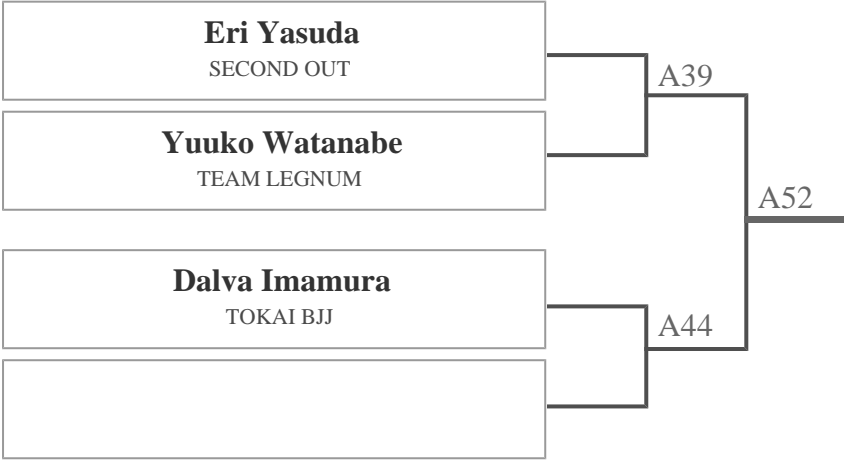 Eri Yasuda
SECOND OUT
A39
Yuuko Watanabe
TEAM LEGNUM
A52
Dalva Imamura
TOKAI BJJ
A44